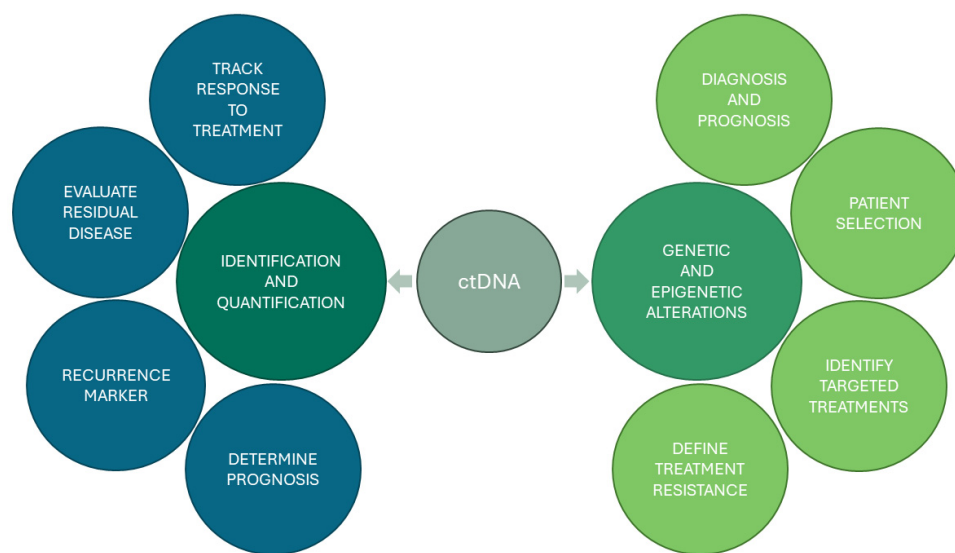 TRACK
RESPONSE
TO
TREATMENT
EVALUATE
RESIDUAL
DISEASE
RECURRENCE
MARKER
DETERMINE
PROGNOSIS
IDENTIFICATION
AND
QUANTIFICATION
ctDNA
GENETIC
AND
EPIGENETIC
ALTERATIONS
DIAGNOSIS
AND
PROGNOSIS
PATIENT
SELECTION
IDENTIFY
TARGETED
TREATMENTS
DEFINE
TREATMENT
RESISTANCE